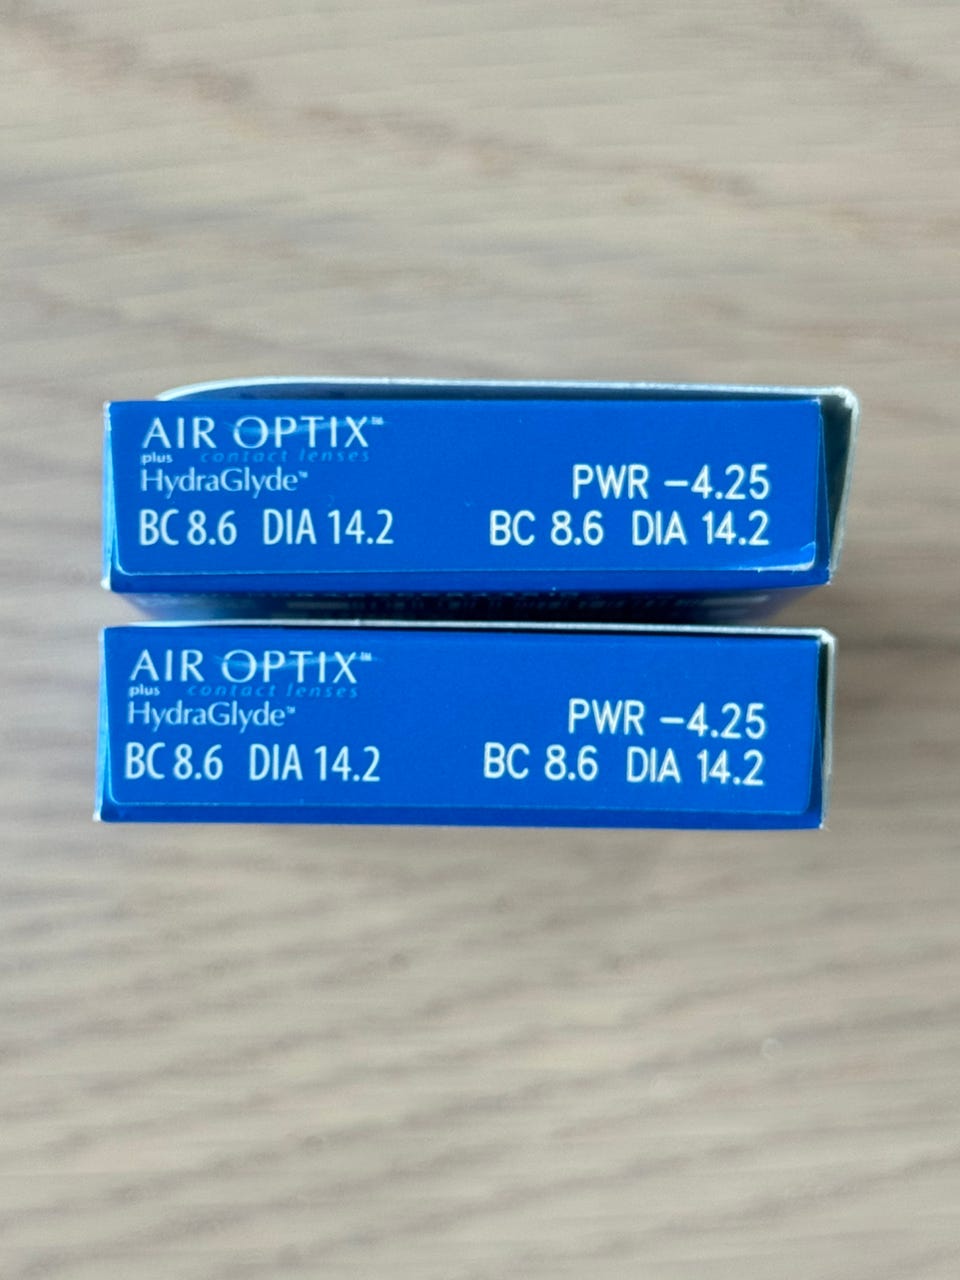 AIR OPTIX™
plus contact lenses
HydraGlyde™
PWR –4.25
BC 8.6 DIA 14.2
BC 8.6 DIA 14.2
AIR OPTIX™
plus contact lenses
HydraGlyde™
PWR –4.25
BC 8.6 DIA 14.2
BC 8.6 DIA 14.2